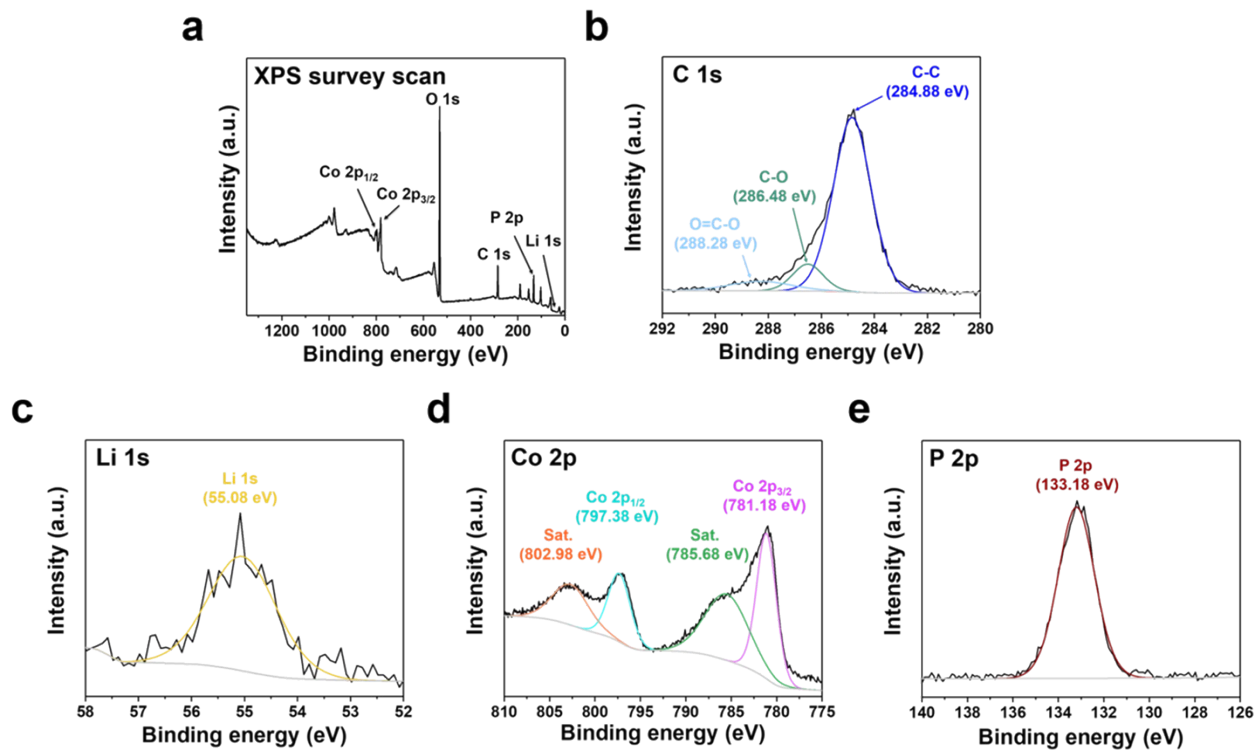 a
XPS survey scan
O 1s
Co 2p1/2
Co 2p3/2
P 2p
Li 1s
C 1s
Intensity (a.u.)
1200 1000 800 600 400 200 0
Binding energy (eV)
b
C 1s
C-C
(284.88 eV)
C-O
(286.48 eV)
O=C-O
(288.28 eV)
Intensity (a.u.)
292 290 288 286 284 282 280
Binding energy (eV)
c
Li 1s
Li 1s
(55.08 eV)
Intensity (a.u.)
58 57 56 55 54 53 52
Binding energy (eV)
d
Co 2p
Co 2p3/2
(781.18 eV)
Co 2p1/2
(797.38 eV)
Sat.
(802.98 eV)
Sat.
(785.68 eV)
Intensity (a.u.)
810 805 800 795 790 785 780 775
Binding energy (eV)
e
P 2p
P 2p
(133.18 eV)
Intensity (a.u.)
140 138 136 134 132 130 128 126
Binding energy (eV)